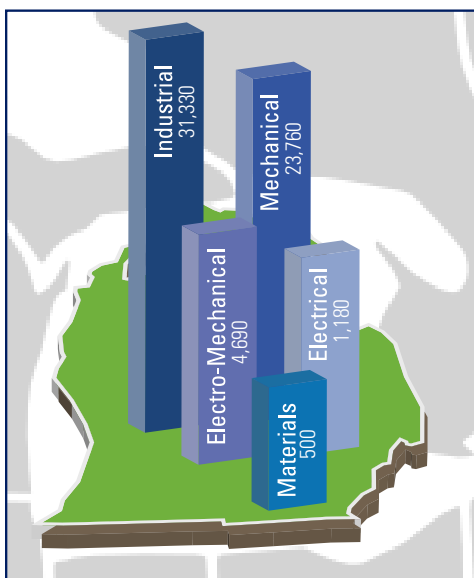 Industrial
31,330
Mechanical
23,760
Electro-Mechanical
4,690
Electrical
1,180
Materials
500